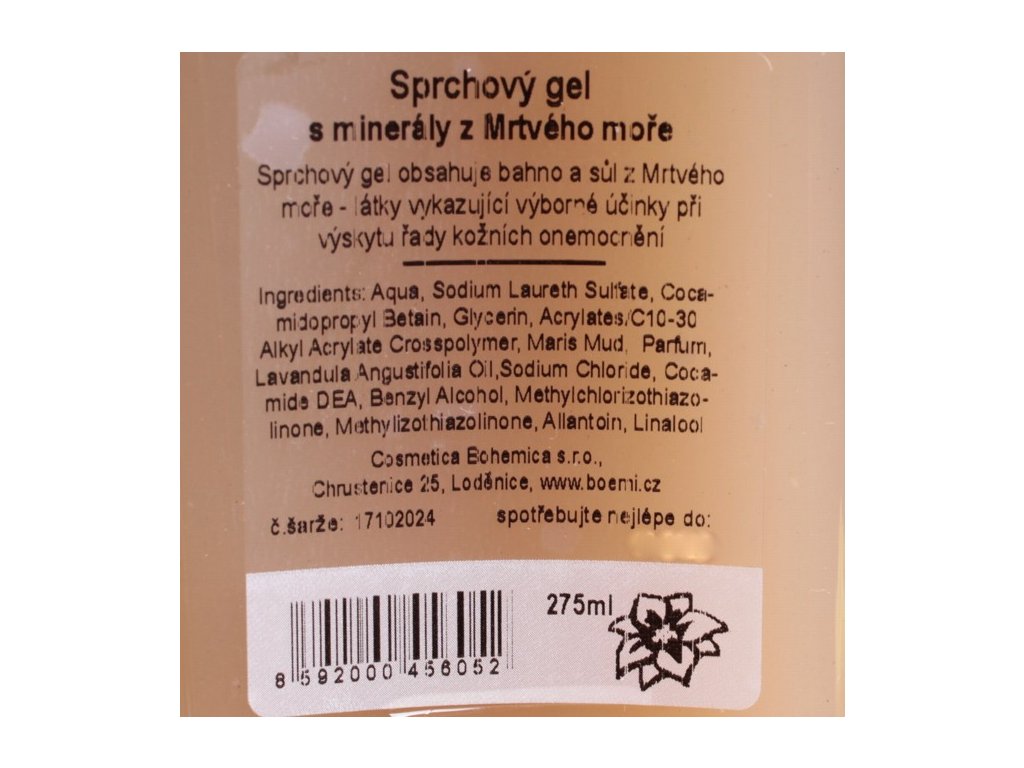 Sprchový gel
s minerály z Mrtvého moře
Sprchový gel obsahuje bahno a sůl z Mrtvého
moře - látky vykazující výborné účinky při
výskytu řady kožních onemocnění
Ingredients: Aqua, Sodium Laureth Sulfate, Coca-
midopropyl Betain, Glycerin, Acrylates/C10-30
Alkyl Acrylate Crosspolymer, Maris Mud, Parfum,
Lavandula Angustifolia Oil,Sodium Chloride, Coca-
mide DEA, Benzyl Alcohol, Methylchlorizothiazo-
linone, Methylizothiazolinone, Allantoin, Linalool
Cosmetica Bohemica s.r.o.,
Chrustenice 25, Loděnice, www.boemi.cz
č.šarže: 17102024 spotřebujte nejlépe do:
275ml
8 592000 456052